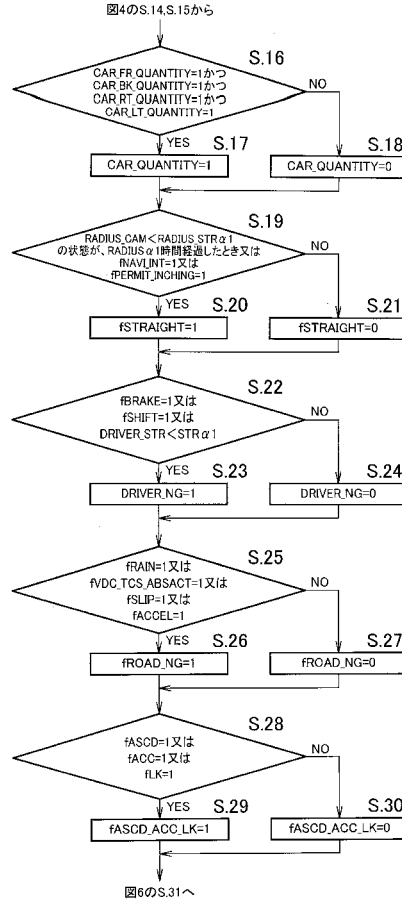 図4のS.14,S.15から
S.16
CAR_FR_QUANTITY=1かつ
CAR_BK_QUANTITY=1かつ
CAR_RT_QUANTITY=1かつ
CAR_LT_QUANTITY=1
NO
YES
S.17
S.18
CAR_QUANTITY=1
CAR_QUANTITY=0
S.19
RADIUS_CAM<RADIUS_STRα1
の状態が、RADIUSα1時間経過したとき又は
fNAVI_INT=1又は
fPERMIT_INCHING=1
NO
YES
S.20
S.21
fSTRAIGHT=1
fSTRAIGHT=0
S.22
fBRAKE=1又は
fSHIFT=1又は
DRIVER_STR<STRα1
NO
YES
S.23
S.24
DRIVER_NG=1
DRIVER_NG=0
S.25
fRAIN=1又は
fVDC_TCS_ABSACT=1又は
fSLIP=1又は
fACCEL=1
NO
YES
S.26
S.27
fROAD_NG=1
fROAD_NG=0
S.28
fASCD=1又は
fACC=1又は
fLK=1
NO
YES
S.29
S.30
fASCD_ACC_LK=1
fASCD_ACC_LK=0
図6のS.31へ